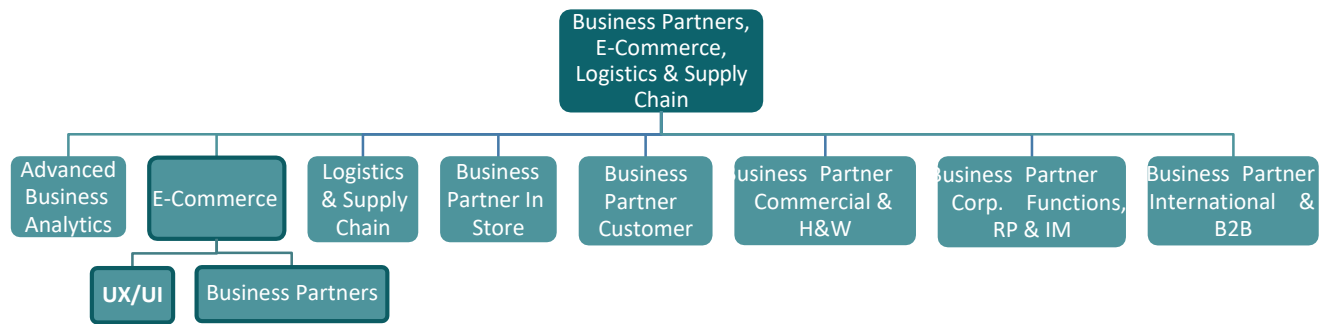 Business Partners,
E-Commerce,
Logistics & Supply
Chain
Advanced
Business
Analytics
E-Commerce
Logistics
& Supply
Chain
Business
Partner In
Store
Business
Partner
Customer
Business Partner
Commercial &
H&W
Business Partner
Corp. Functions,
RP & IM
Business Partner
International &
B2B
UX/UI
Business Partners